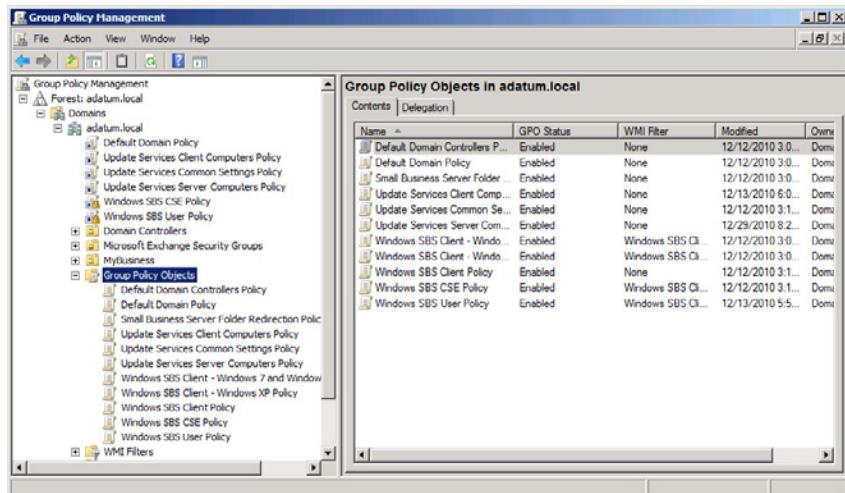 Group Policy Management
File Action View Window Help
Group Policy Management
Forest: adatum.local
Domains
adatum.local
Default Domain Policy
Update Services Client Computers Policy
Update Services Common Settings Policy
Update Services Server Computers Policy
Windows SBS CSE Policy
Windows SBS User Policy
Domain Controllers
Microsoft Exchange Security Groups
MyBusiness
Group Policy Objects
Default Domain Controllers Policy
Default Domain Policy
Small Business Server Folder Redirection Polic
Update Services Client Computers Policy
Update Services Common Settings Policy
Update Services Server Computers Policy
Windows SBS Client - Windows 7 and Window
Windows SBS Client - Windows XP Policy
Windows SBS Client Policy
Windows SBS CSE Policy
Windows SBS User Policy
WMI Filters
Group Policy Objects in adatum.local
Contents Delegation
Name GPO Status WMI Filter Modified Owne
Default Domain Controllers P... Enabled None 12/12/2010 3:0... Doma
Default Domain Policy Enabled None 12/12/2010 3:0... Doma
Small Business Server Folder ... Enabled None 12/12/2010 3:0... Doma
Update Services Client Comp... Enabled None 12/13/2010 6:0... Doma
Update Services Common Se... Enabled None 12/12/2010 3:1... Doma
Update Services Server Com... Enabled None 12/29/2010 8:2... Doma
Windows SBS Client - Windo... Enabled Windows SBS Cli... 12/12/2010 3:0... Doma
Windows SBS Client - Windo... Enabled Windows SBS Cli... 12/12/2010 3:0... Doma
Windows SBS Client Policy Enabled None 12/12/2010 3:1... Doma
Windows SBS CSE Policy Enabled Windows SBS Cli... 12/12/2010 3:1... Doma
Windows SBS User Policy Enabled Windows SBS Cli... 12/13/2010 5:5... Doma